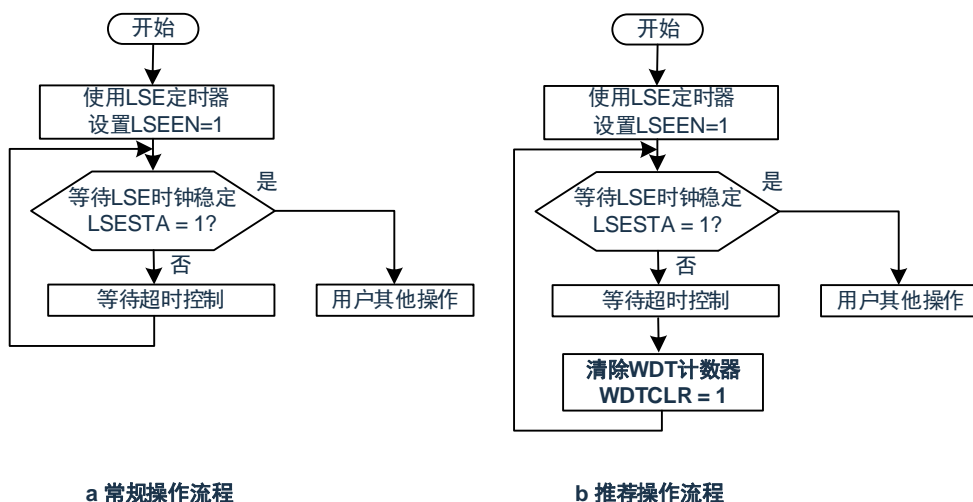 开始
使用LSE定时器
设置LSEEN=1
等待LSE时钟稳定
LSESTA = 1?
是
否
等待超时控制
用户其他操作
a 常规操作流程
开始
使用LSE定时器
设置LSEEN=1
等待LSE时钟稳定
LSESTA = 1?
是
否
等待超时控制
用户其他操作
清除WDT计数器
WDTCLR = 1
b 推荐操作流程